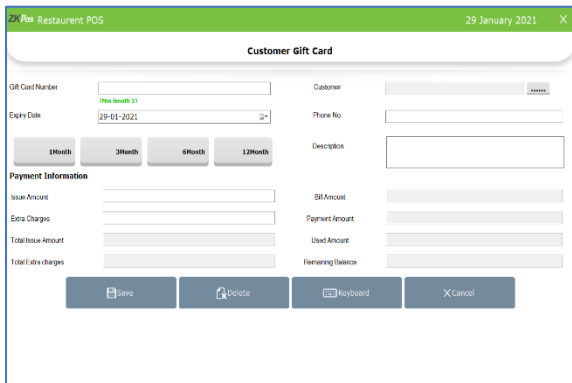 ZKPos Restaurent POS 29 January 2021 X
Customer Gift Card
Gift Card Number Customer ......
(Min length 5)
Expiry Date 29-01-2021 Phone No.
1Month 3Month 6Month 12Month Description
Payment Information
Issue Amount Bill Amount
Extra Charges Payment Amount
Total Issue Amount Used Amount
Total Extra charges Remaining Balance
Save Delete Keyboard Cancel